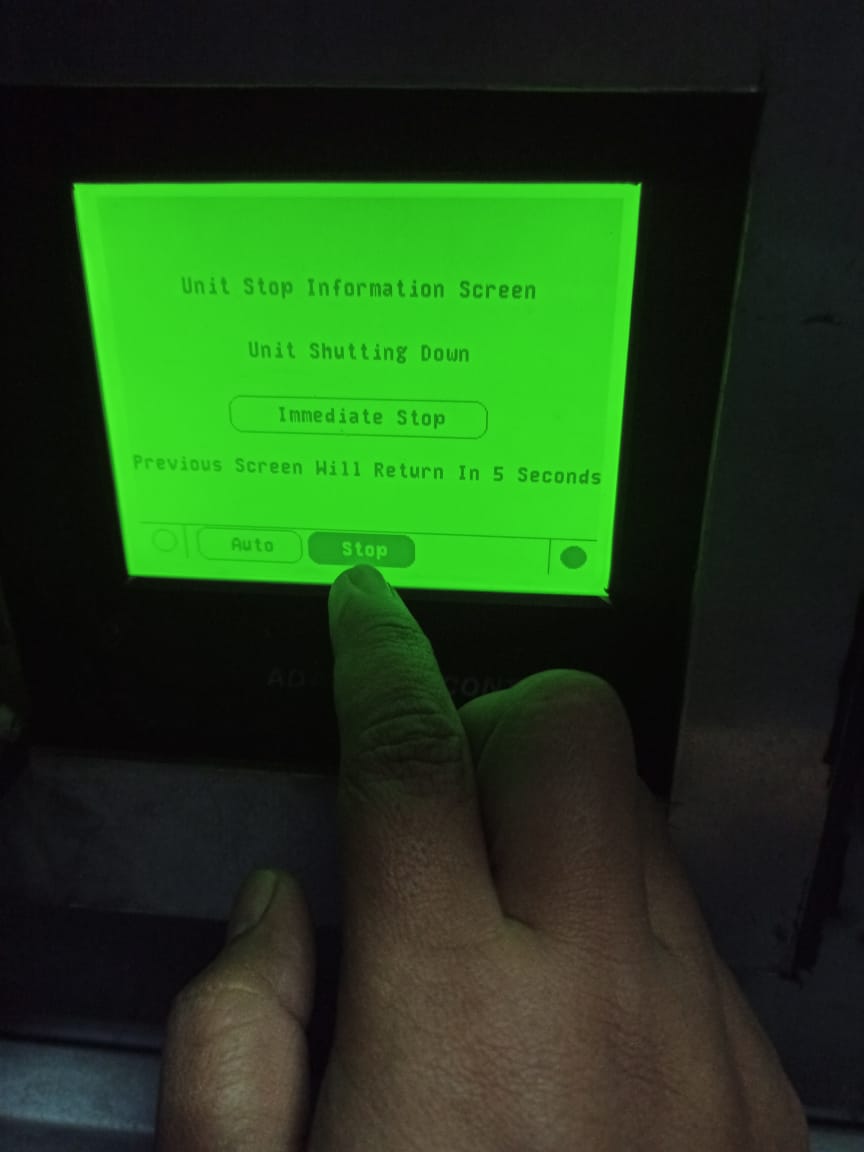 Unit Stop Information Screen
Unit Shutting Down
Immediate Stop
Previous Screen Will Return In 5 Seconds
Auto Stop